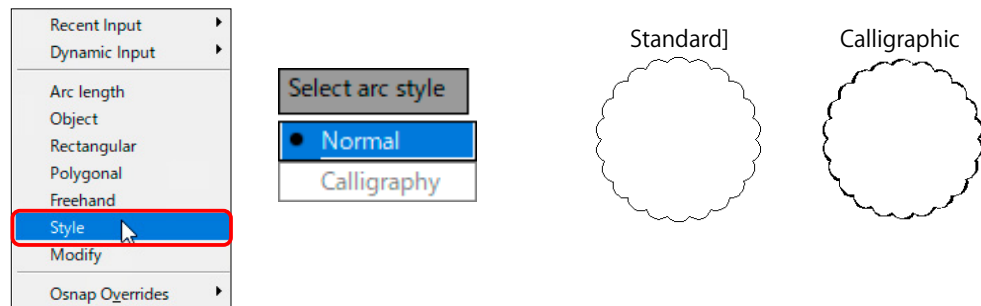 Recent Input
Dynamic Input
Arc length
Object
Rectangular
Polygonal
Freehand
Style
Modify
Osnap Overrides
Select arc style
Normal
Calligraphy
Standard]
Calligraphic